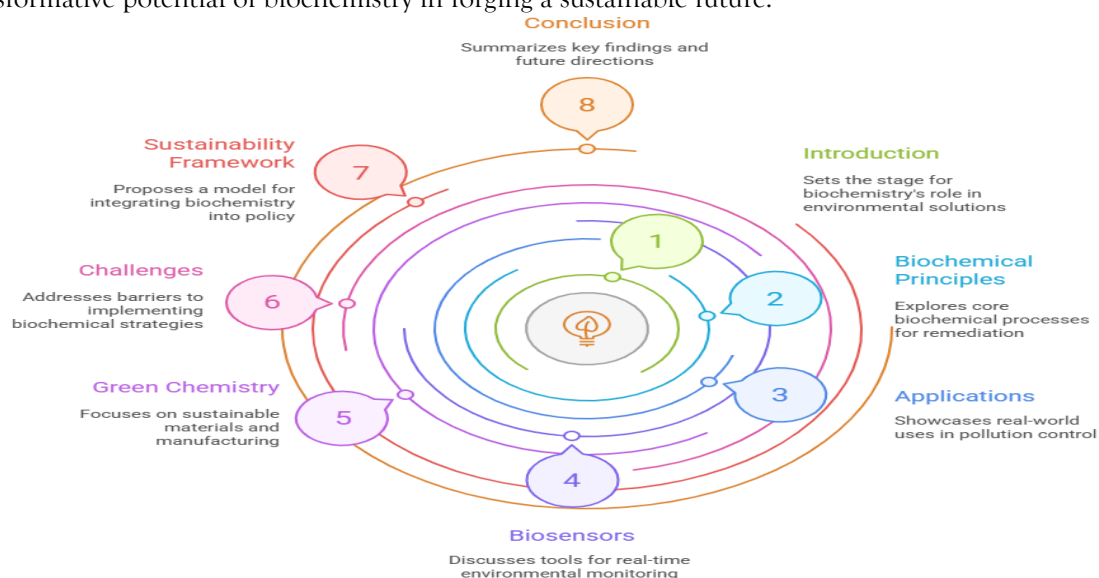 sformative potential of biochemistry in forging a sustainable future.
Conclusion
Summarizes key findings and
future directions
8
Sustainability
Framework
7
Proposes a model for
integrating biochemistry
into policy
Introduction
Sets the stage for
biochemistry's role in
environmental solutions
1
Challenges
Addresses barriers to
implementing
biochemical strategies
6
Biochemical
Principles
2
Explores core
biochemical processes
for remediation
Green Chemistry
Focuses on sustainable
materials and
manufacturing
5
3
Applications
Showcases real-world
uses in pollution control
4
Biosensors
Discusses tools for real-time
environmental monitoring